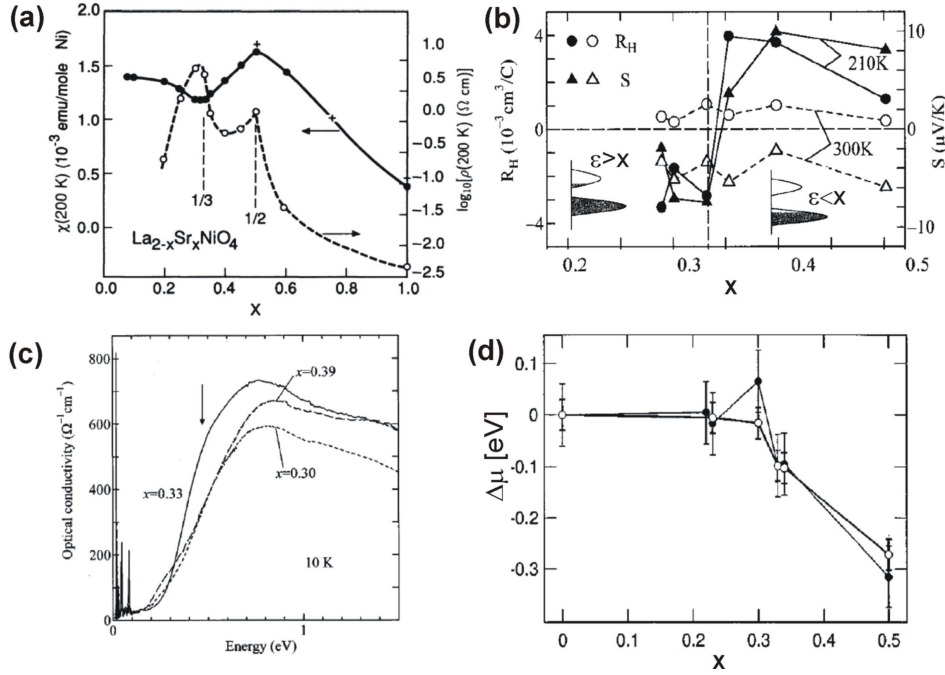 (a)
χ(200 K) (10⁻³ emu/mole Ni)
2.0
1.5
1.0
0.5
0.0
1.0
0.5
0.0
-0.5
-1.0
-1.5
-2.0
-2.5
log₁₀[ρ(200 K) (Ω cm)]
1/3
1/2
La₂₋ₓSrₓNiO₄
0.0 0.2 0.4 0.6 0.8 1.0
X
(b)
R_H (10⁻³ cm³/C)
4
2
0
−3
−4
R_H
S
210K
300K
ε>X
ε<X
10
5
0
−5
−10
S (μV/K)
0.2 0.3 0.4 0.5
X
(c)
Optical conductivity (Ω⁻¹cm⁻¹)
800
600
400
200
0
x=0.39
x=0.33
x=0.30
10 K
0 1
Energy (eV)
(d)
Δμ [eV]
0
-0.1
-0.2
-0.3
0 0.1 0.2 0.3 0.4 0.5
X